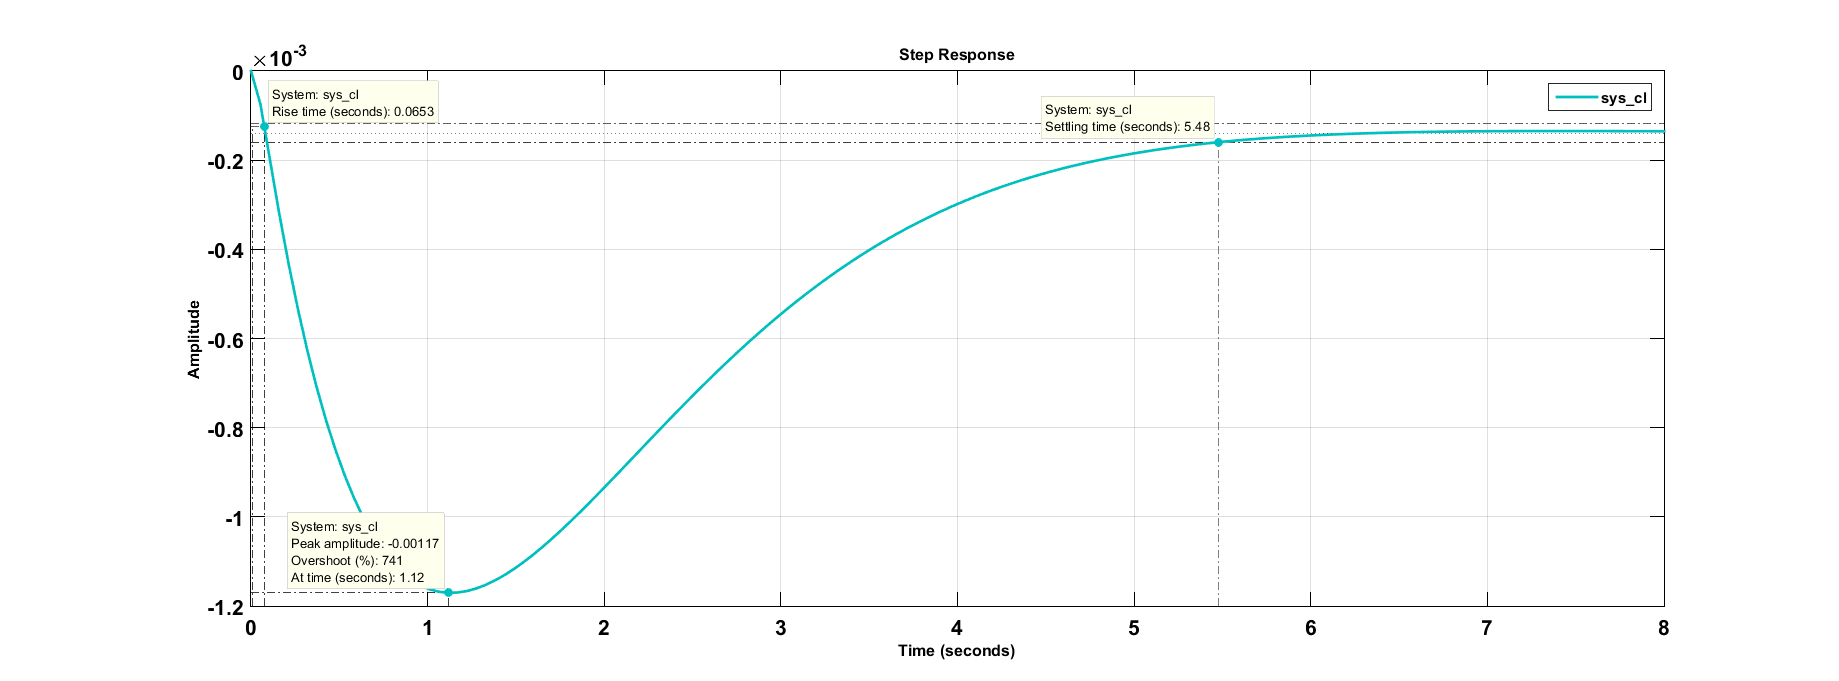 Step Response
×10-3
0
-0.2
-0.4
-0.6
-0.8
-1
-1.2
Amplitude
System: sys_cl
Rise time (seconds): 0.0653
System: sys_cl
Settling time (seconds): 5.48
sys_cl
System: sys_cl
Peak amplitude: -0.00117
Overshoot (%): 741
At time (seconds): 1.12
0 1 2 3 4 5 6 7 8
Time (seconds)